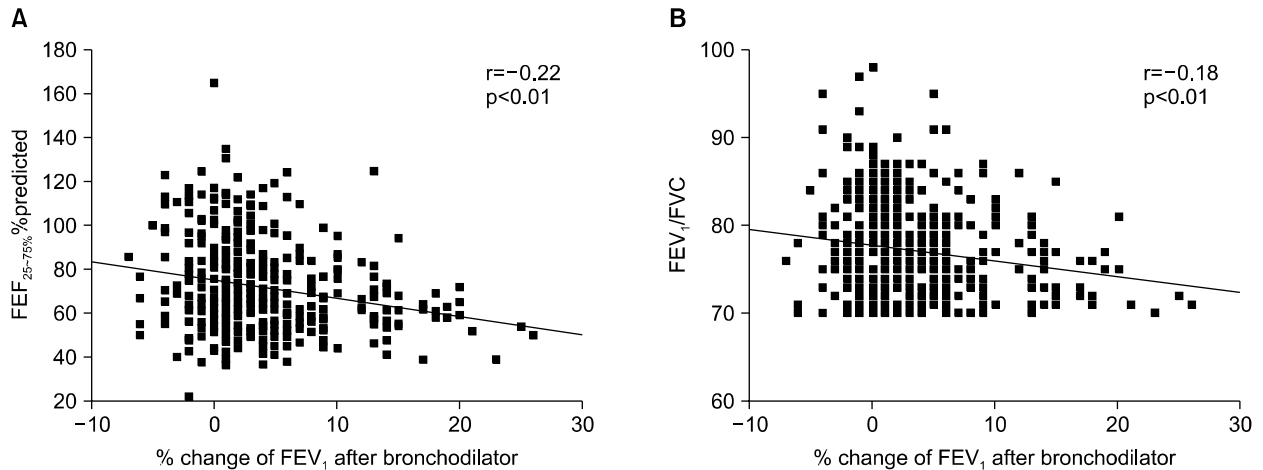 A
180
160
140
120
100
80
60
40
20
FEF25~75% %predicted
r=−0.22
p<0.01
−10 0 10 20 30
% change of FEV1 after bronchodilator
B
100
90
80
70
60
FEV1/FVC
r=−0.18
p<0.01
−10 0 10 20 30
% change of FEV1 after bronchodilator